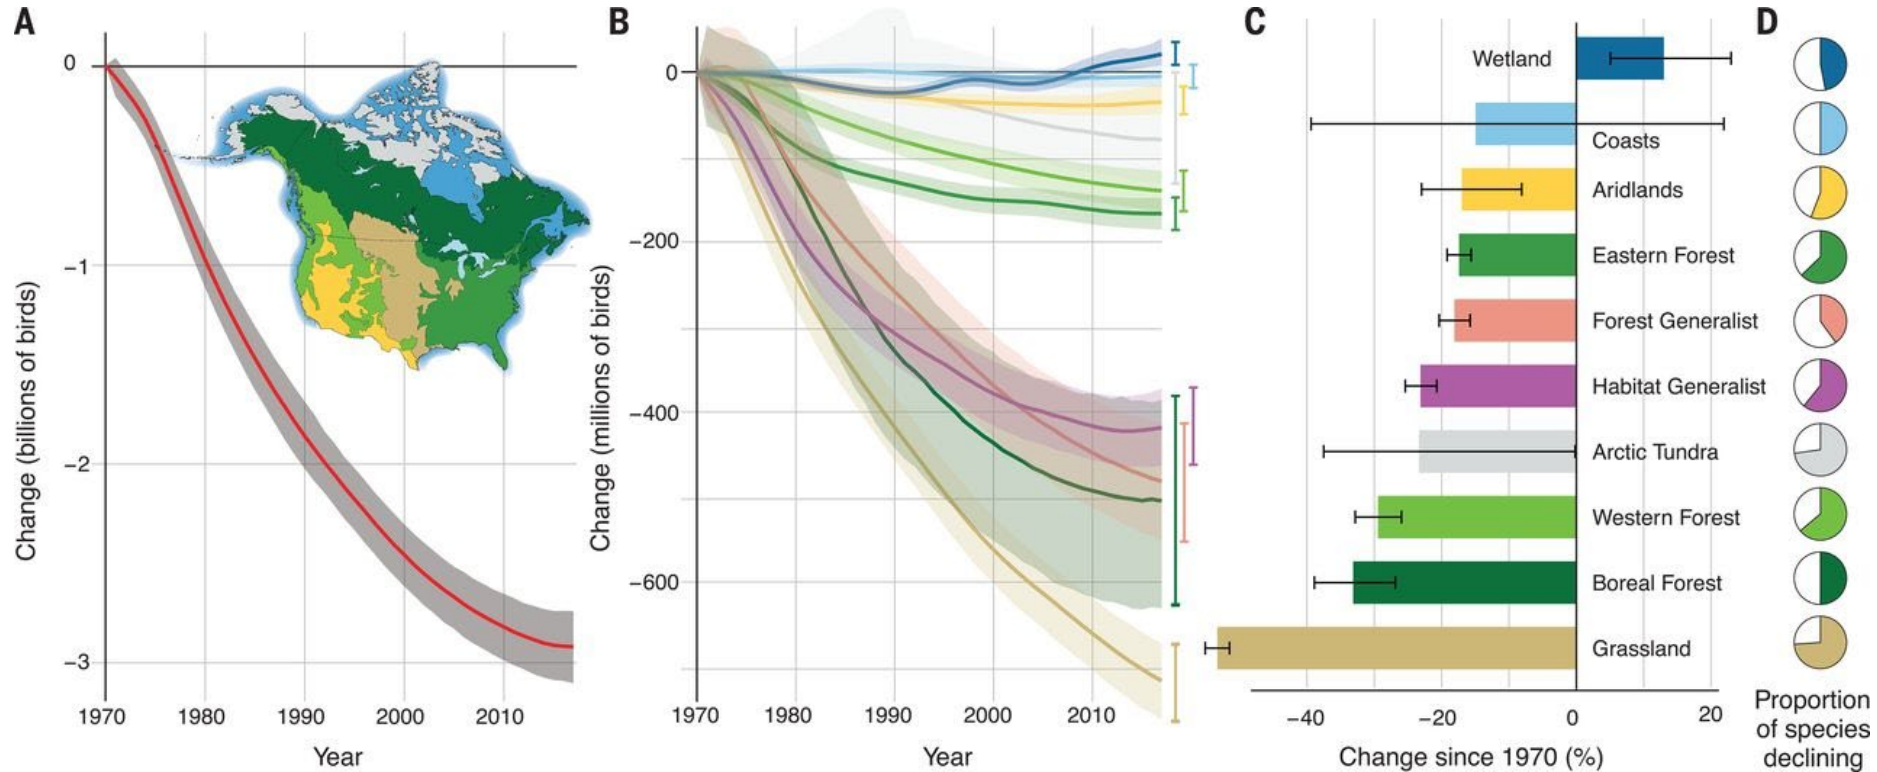 A
0
−1
−2
−3
1970 1980 1990 2000 2010
Year
Change (billions of birds)
B
0
−200
−400
−600
1970 1980 1990 2000 2010
Year
Change (millions of birds)
C
Wetland
Coasts
Aridlands
Eastern Forest
Forest Generalist
Habitat Generalist
Arctic Tundra
Western Forest
Boreal Forest
Grassland
−40 −20 0 20
Change since 1970 (%)
D
Proportion
of species
declining